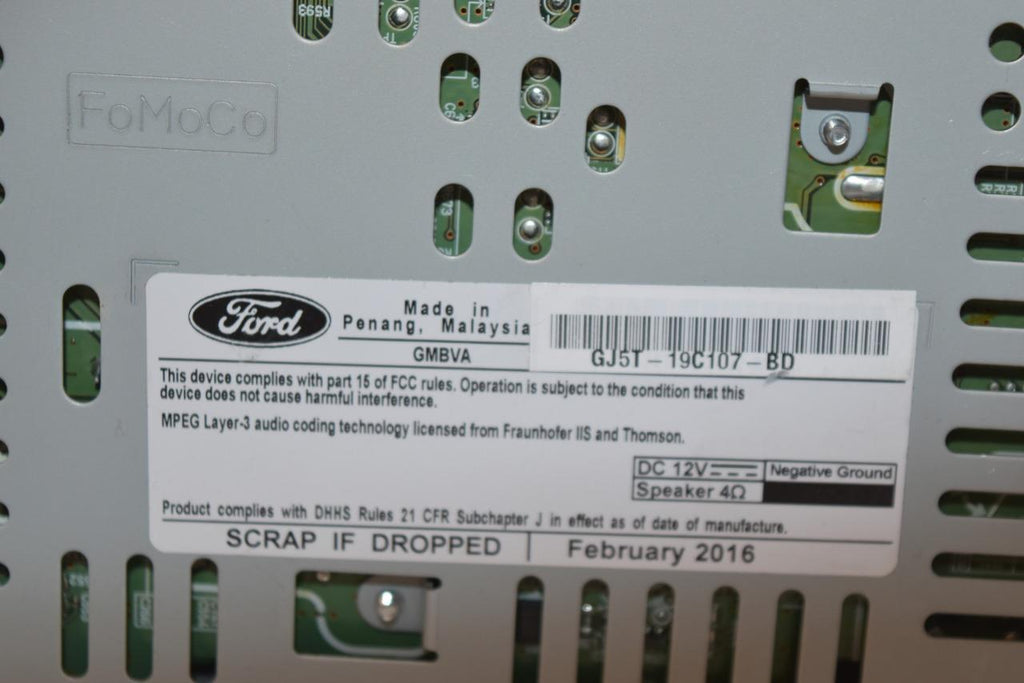 R593
FoMoCo
Ford
Made in
Penang, Malaysia
GMBVA
GJ5T-19C107-BD
This device complies with part 15 of FCC rules. Operation is subject to the condition that this
device does not cause harmful interference.
MPEG Layer-3 audio coding technology licensed from Fraunhofer IIS and Thomson.
DC 12V
Negative Ground
Speaker 4Ω
Product complies with DHHS Rules 21 CFR Subchapter J in effect as of date of manufacture.
SCRAP IF DROPPED
February 2016